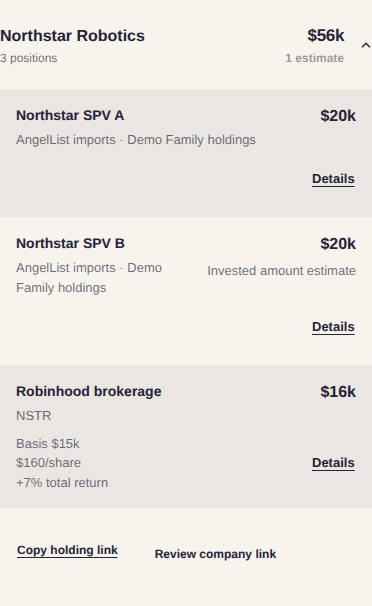 Northstar Robotics $56k
3 positions 1 estimate
Northstar SPV A $20k
AngelList imports · Demo Family holdings
Details
Northstar SPV B $20k
AngelList imports · Demo Invested amount estimate
Family holdings
Details
Robinhood brokerage $16k
NSTR
Basis $15k
$160/share Details
+7% total return
Copy holding link Review company link